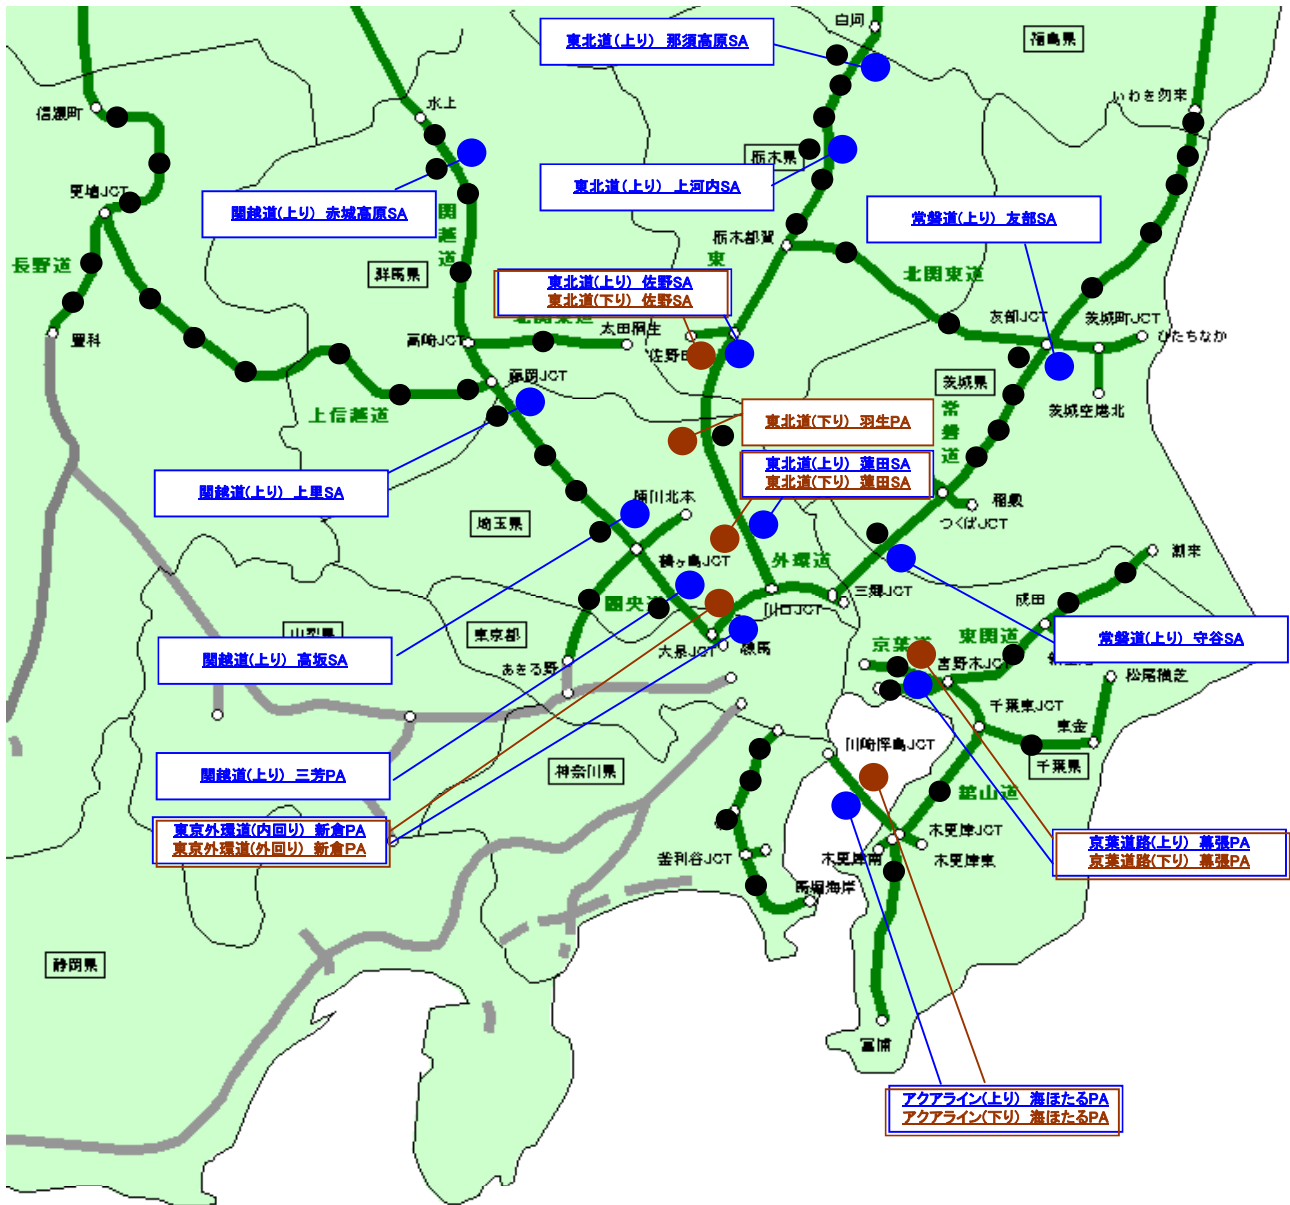 白河
東北道(上り) 那須高原SA
福島県
信濃町
水上
いわき勿来
栃木県
東北道(上り) 上河内SA
更埴JCT
関越道(上り) 赤城高原SA
関越道
常磐道(上り) 友部SA
栃木都賀
長野道
群馬県
東
北関東道
東北道(上り) 佐野SA
東北道(下り) 佐野SA
北関東道
太田桐生
友部JCT
茨城町JCT
ひたちなか
豊科
高崎JCT
佐野田
藤岡JCT
茨城県
上信越道
茨城空港北
東北道(下り) 羽生PA
常磐道
東北道(上り) 蓮田SA
東北道(下り) 蓮田SA
関越道(上り) 上里SA
桶川北本
稲敷
つくばJCT
埼玉県
鶴ヶ島JCT
外環道
潮来
三郷JCT
圏央道
川口JCT
成田
山梨県
東京都
大泉JCT
練馬
京葉道
東関道
常磐道(上り) 守谷SA
関越道(上り) 高坂SA
あきる野
宮野木JCT
松尾横芝
千葉東JCT
東金
川崎浮島JCT
関越道(上り) 三芳PA
神奈川県
千葉県
館山道
東京外環道(内回り) 新倉PA
東京外環道(外回り) 新倉PA
木更津JCT
釜利谷JCT
木更津南
木更津東
京葉道路(上り) 幕張PA
京葉道路(下り) 幕張PA
馬堀海岸
静岡県
富浦
アクアライン(上り) 海ほたるPA
アクアライン(下り) 海ほたるPA